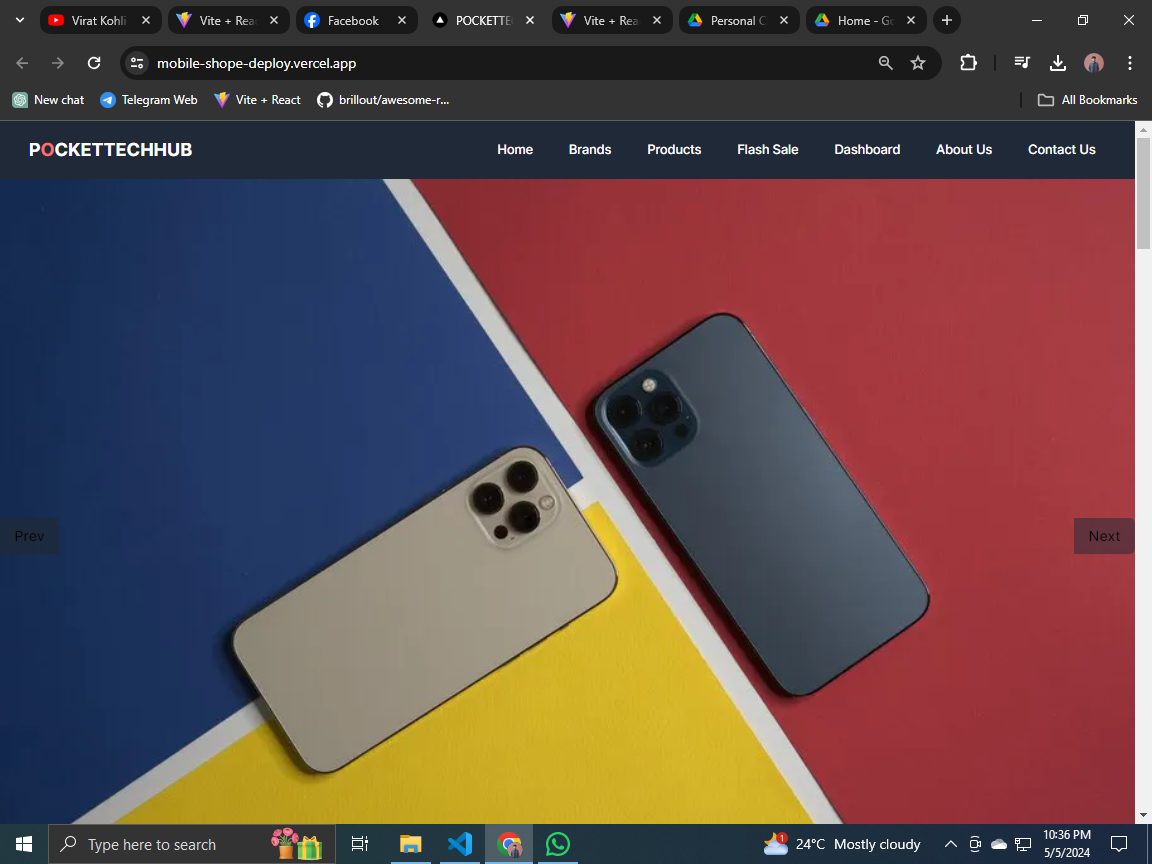 Virat Kohli
Vite + Rea
Facebook
POCKETTE
Vite + Rea
Personal C
Home - Go
mobile-shope-deploy.vercel.app
New chat
Telegram Web
Vite + React
brillout/awesome-r...
All Bookmarks
POCKETTECHHUB
Home
Brands
Products
Flash Sale
Dashboard
About Us
Contact Us
Prev
Next
Type here to search
1
24°C Mostly cloudy
10:36 PM
5/5/2024